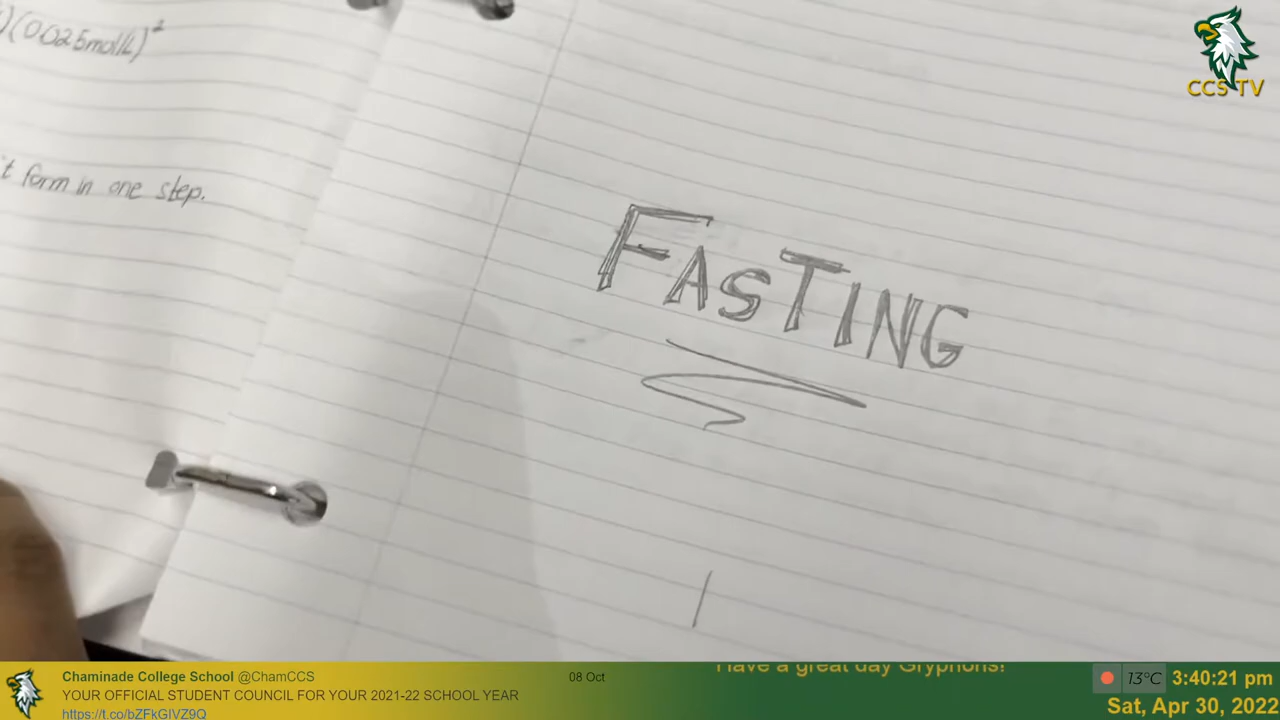 )(0.025mol/L)²
't form in one step.
FASTING
CCS TV
Chaminade College School @ChamCCS
08 Oct
YOUR OFFICIAL STUDENT COUNCIL FOR YOUR 2021-22 SCHOOL YEAR
https://t.co/bZFkGIVZ9Q
Have a great day Gryphons!
13°C
3:40:21 pm
Sat, Apr 30, 2022